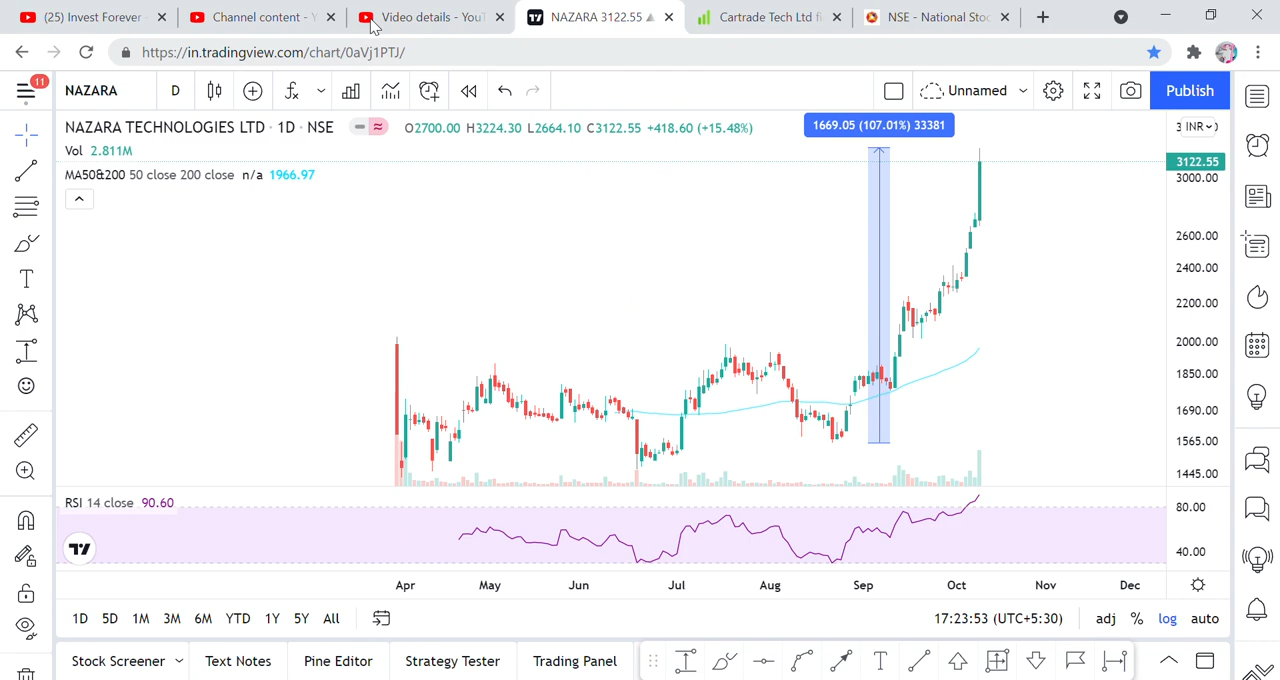 (25) Invest Forever -
Channel content - Y
Video details - YouT
NAZARA 3122.55
Cartrade Tech Ltd fi
NSE - National Stoc
https://in.tradingview.com/chart/0aVj1PTJ/
11
NAZARA
D
Unnamed
Publish
NAZARA TECHNOLOGIES LTD · 1D · NSE
O2700.00 H3224.30 L2664.10 C3122.55 +418.60 (+15.48%)
1669.05 (107.01%) 33381
INR
Vol 2.811M
MA50&200 50 close 200 close n/a 1966.97
3122.55
3000.00
2600.00
2400.00
2200.00
2000.00
1850.00
1690.00
1565.00
1445.00
RSI 14 close 90.60
80.00
40.00
Apr May Jun Jul Aug Sep Oct Nov Dec
1D 5D 1M 3M 6M YTD 1Y 5Y All
17:23:53 (UTC+5:30)
adj % log auto
Stock Screener
Text Notes
Pine Editor
Strategy Tester
Trading Panel